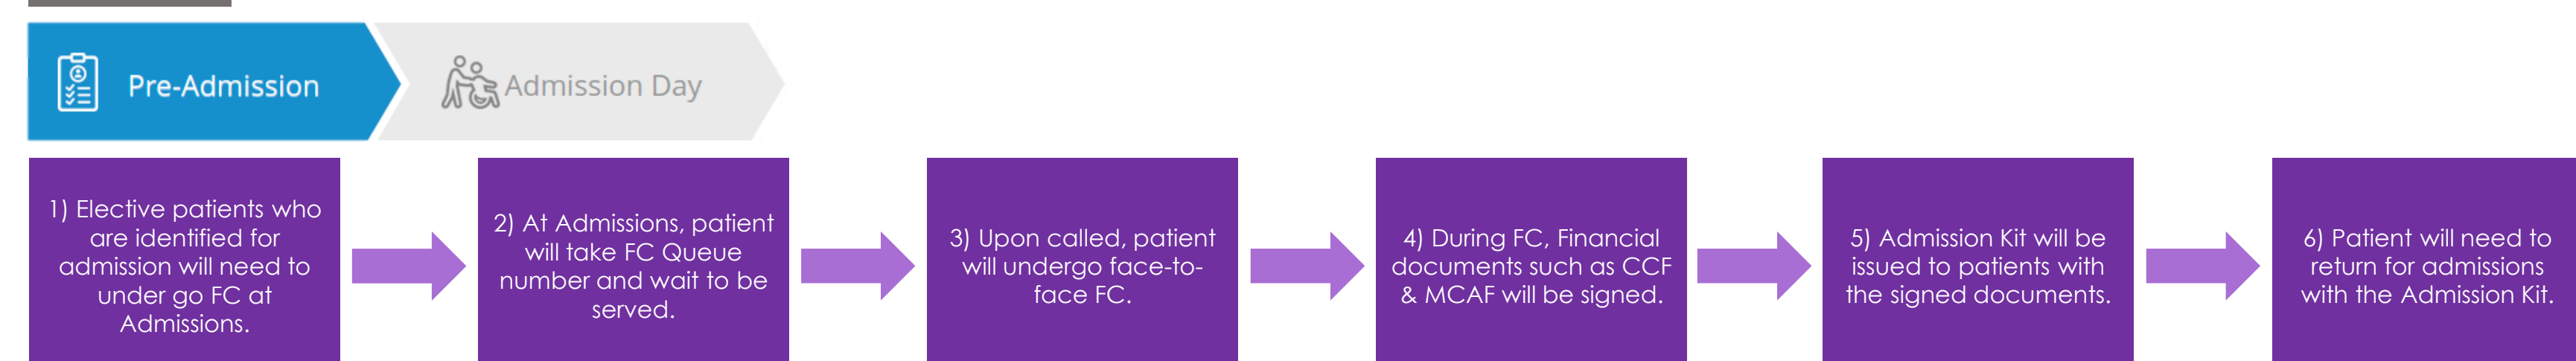 Pre-Admission
Admission Day
1) Elective patients who
are identified for
admission will need to
under go FC at
Admissions.
2) At Admissions, patient
will take FC Queue
number and wait to be
served.
3) Upon called, patient
will undergo face-to-
face FC.
4) During FC, Financial
documents such as CCF
& MCAF will be signed.
5) Admission Kit will be
issued to patients with
the signed documents.
6) Patient will need to
return for admissions
with the Admission Kit.